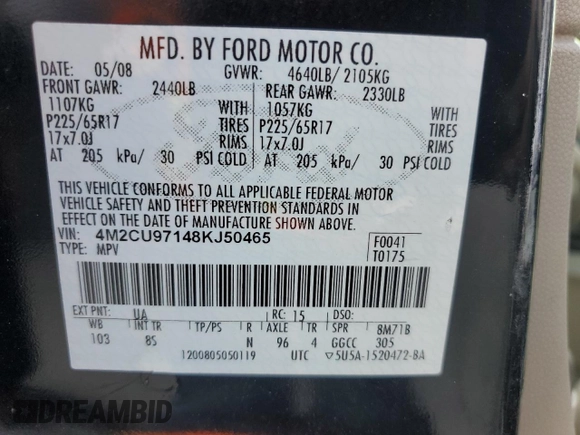 MFD. BY FORD MOTOR CO.
DATE: 05/08 GVWR: 4640LB/ 2105KG
FRONT GAWR: 2440LB REAR GAWR: 2330LB
1107KG WITH 1057KG WITH
P225/65R17 TIRES P225/65R17 TIRES
17x7.0J RIMS 17x7.0J RIMS
AT 205 kPa/ 30 PSI COLD AT 205 kPa/ 30 PSI COLD
THIS VEHICLE CONFORMS TO ALL APPLICABLE FEDERAL MOTOR
VEHICLE SAFETY AND THEFT PREVENTION STANDARDS IN
EFFECT ON THE DATE OF MANUFACTURE SHOWN ABOVE.
VIN: 4M2CU97148KJ50465 F0041
TYPE: MPV T0175
EXT PNT: UA RC: 15 DSO:
WB INT TR TP/PS R AXLE TR SPR 8M71B
103 8S N 96 4 GGCC 305
1200805050119 UTC ▽5U5A-1520472-BA
DREAMBID